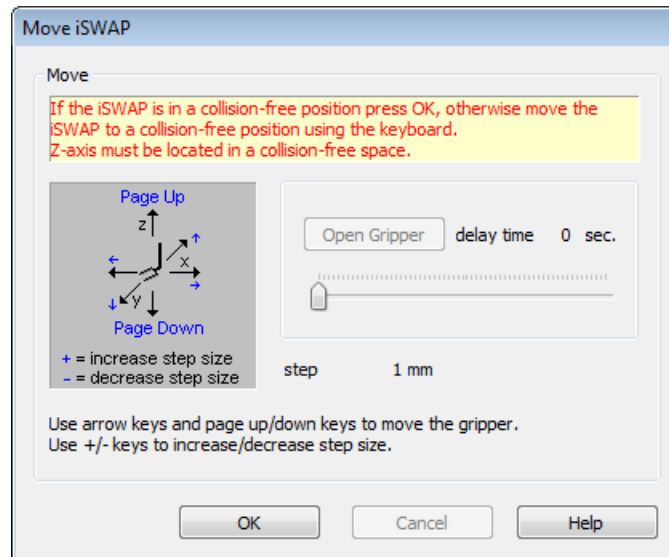 Move iSWAP
Move
If the iSWAP is in a collision-free position press OK, otherwise move the
iSWAP to a collision-free position using the keyboard.
Z-axis must be located in a collision-free space.
Page Up
z
x
y
Page Down
+ = increase step size
- = decrease step size
Open Gripper delay time 0 sec.
step 1 mm
Use arrow keys and page up/down keys to move the gripper.
Use +/- keys to increase/decrease step size.
OK Cancel Help